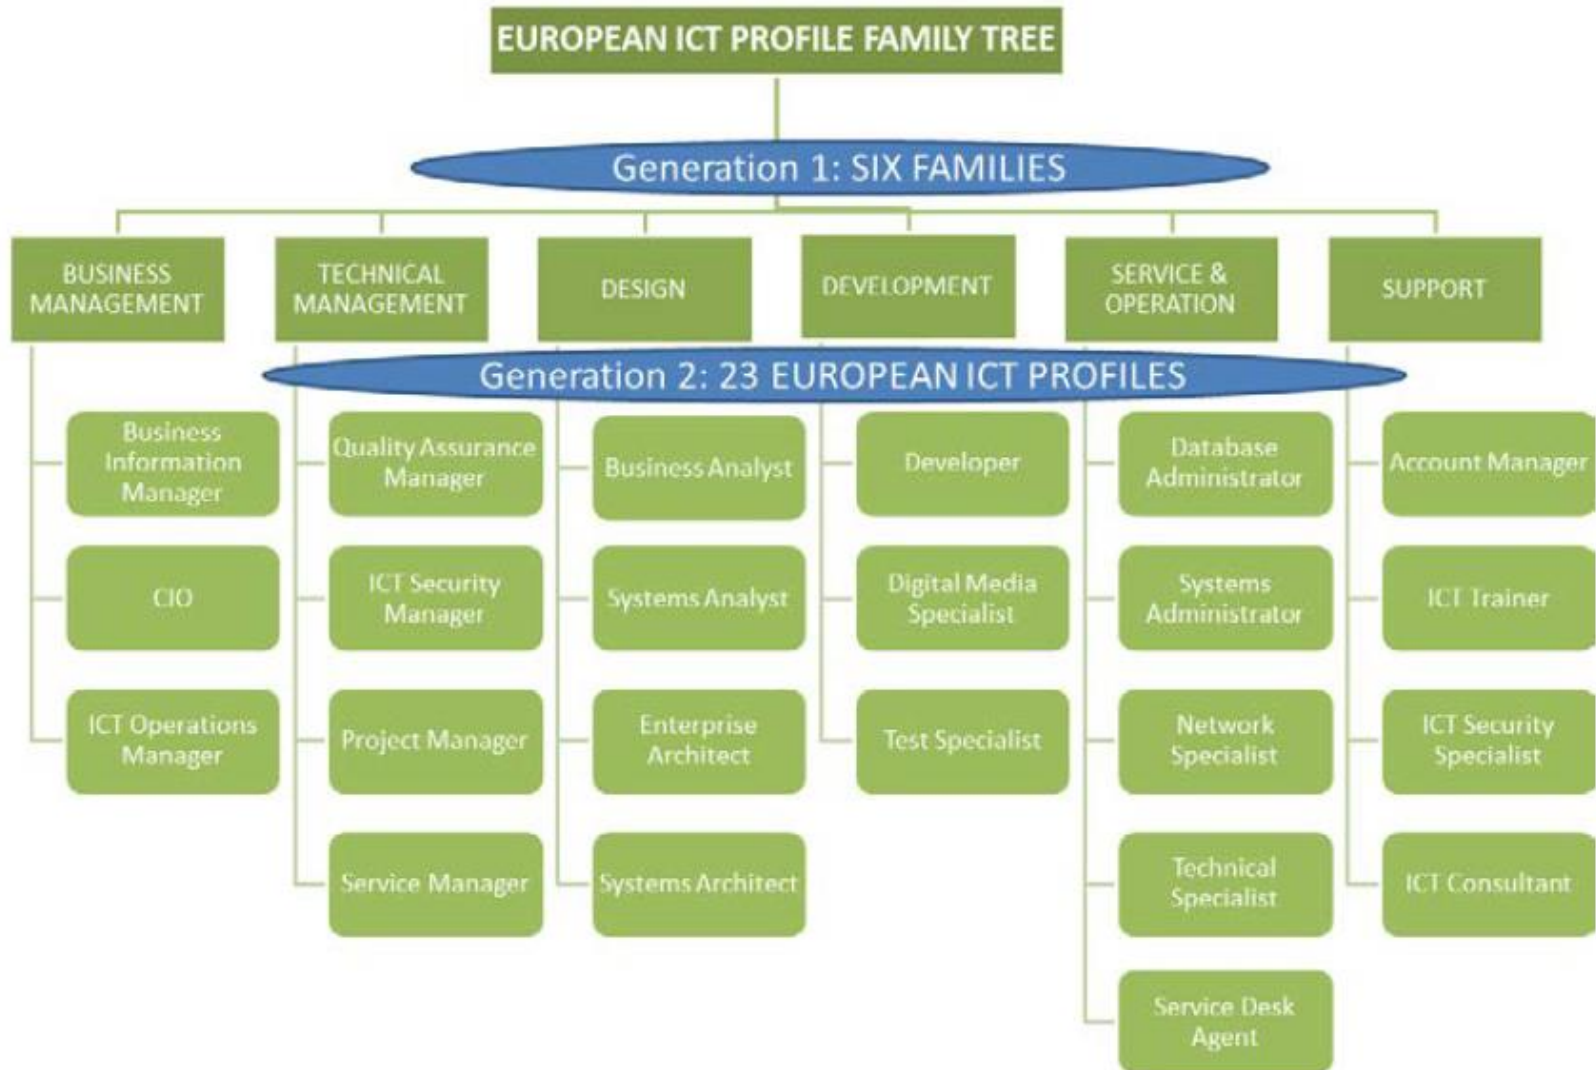 EUROPEAN ICT PROFILE FAMILY TREE
Generation 1: SIX FAMILIES
BUSINESS
MANAGEMENT
TECHNICAL
MANAGEMENT
DESIGN
DEVELOPMENT
SERVICE &
OPERATION
SUPPORT
Generation 2: 23 EUROPEAN ICT PROFILES
Business
Information
Manager
Quality Assurance
Manager
Business Analyst
Developer
Database
Administrator
Account Manager
CIO
ICT Security
Manager
Systems Analyst
Digital Media
Specialist
Systems
Administrator
ICT Trainer
ICT Operations
Manager
Project Manager
Enterprise
Architect
Test Specialist
Network
Specialist
ICT Security
Specialist
Service Manager
Systems Architect
Technical
Specialist
ICT Consultant
Service Desk
Agent